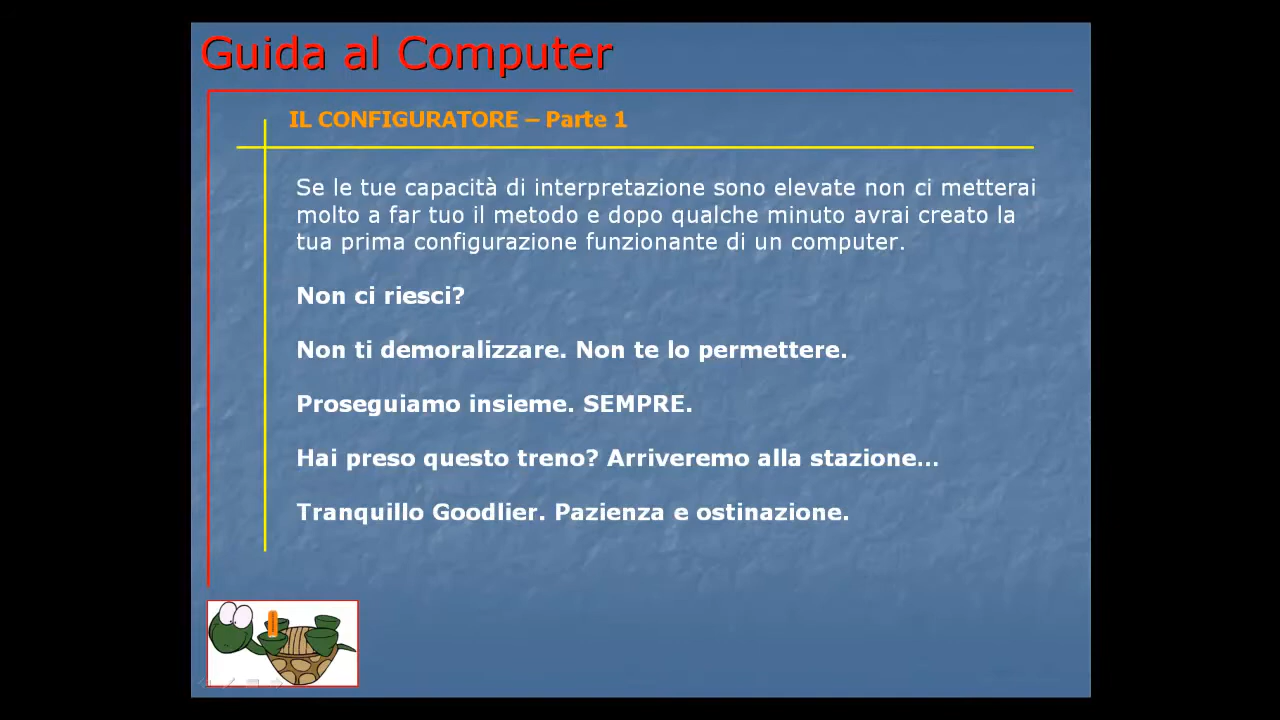 Guida al Computer
IL CONFIGURATORE – Parte 1
Se le tue capacità di interpretazione sono elevate non ci metterai
molto a far tuo il metodo e dopo qualche minuto avrai creato la
tua prima configurazione funzionante di un computer.
Non ci riesci?
Non ti demoralizzare. Non te lo permettere.
Proseguiamo insieme. SEMPRE.
Hai preso questo treno? Arriveremo alla stazione...
Tranquillo Goodlier. Pazienza e ostinazione.